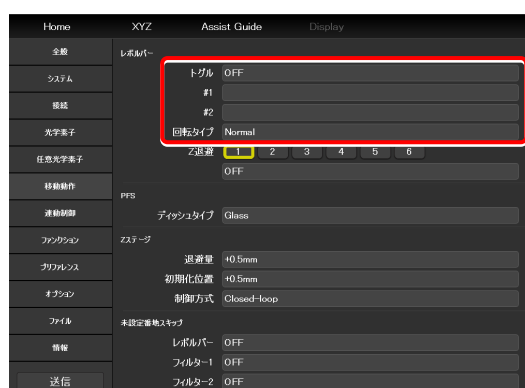 Home XYZ Assist Guide Display
全般
システム
接続
光学素子
任意光学素子
移動動作
連動制御
ファンクション
プリファレンス
オプション
ファイル
情報
送信
レボルバー
トグル OFF
#1
#2
回転タイプ Normal
Z退避 1 2 3 4 5 6
OFF
PFS
ディッシュタイプ Glass
Zステージ
退避量 +0.5mm
初期化位置 +0.5mm
制御方式 Closed-loop
未設定番地スキップ
レボルバー OFF
フィルター1 OFF
フィルター2 OFF